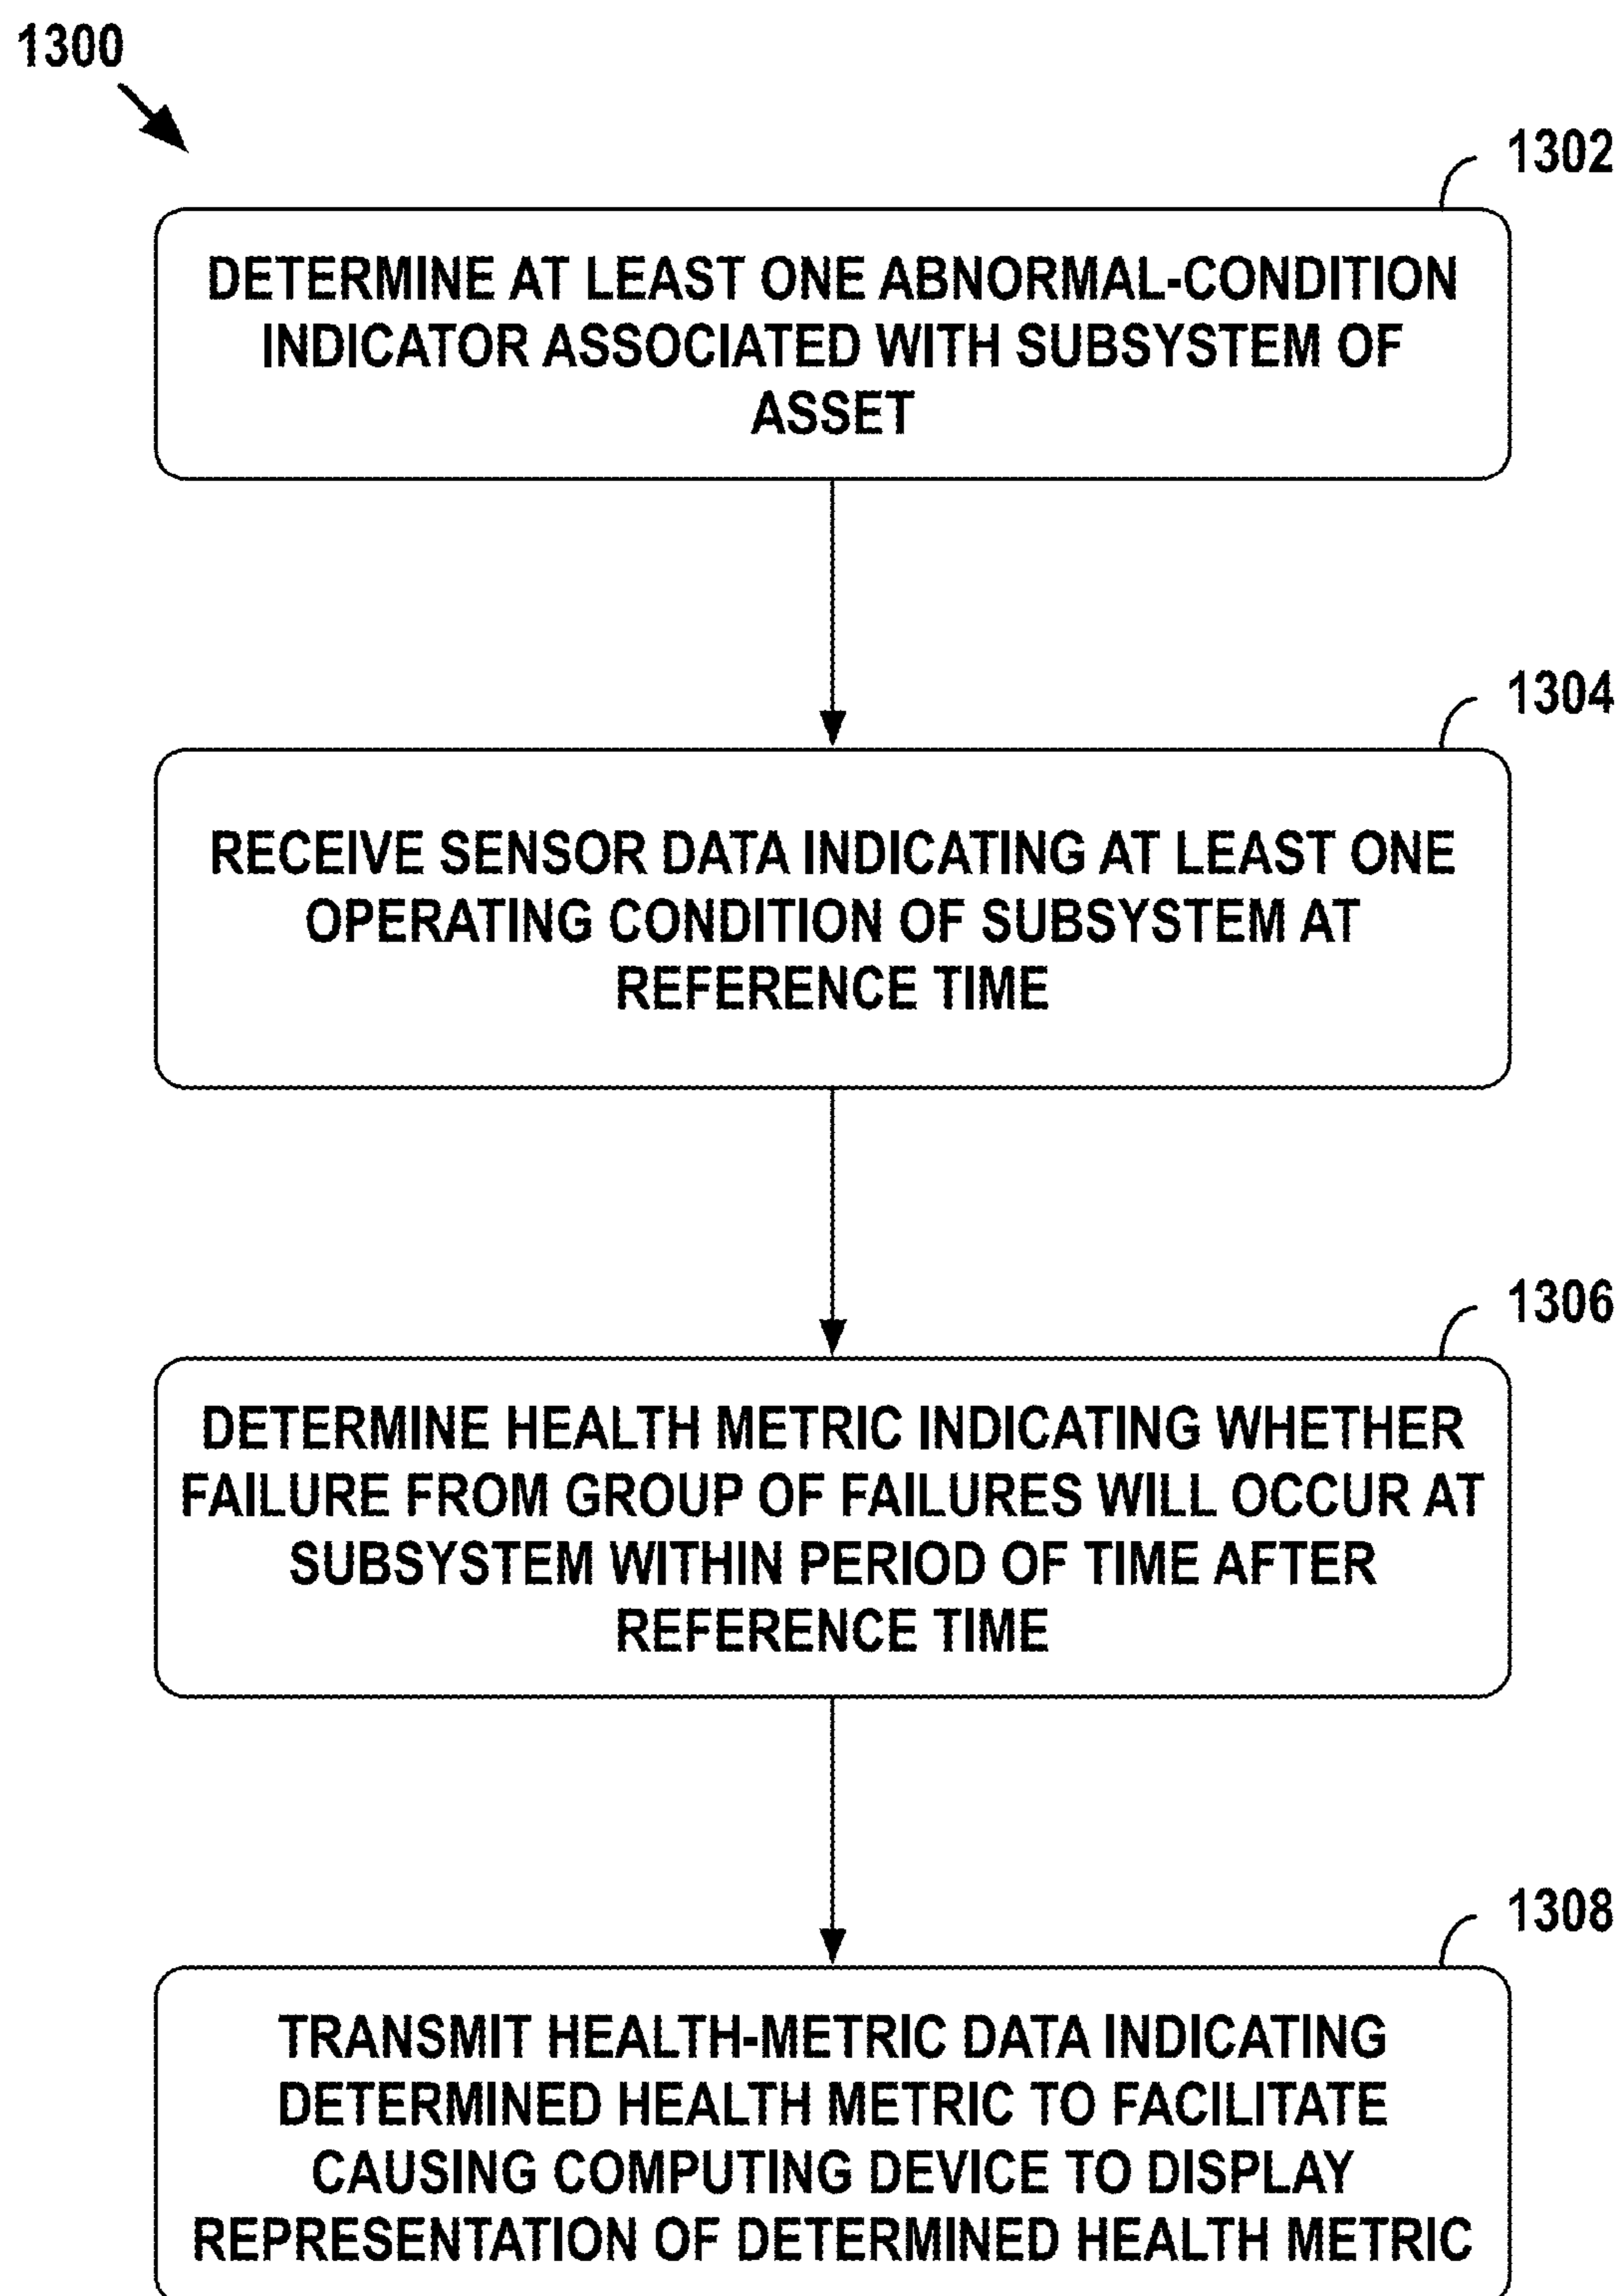 1300
1302
DETERMINE AT LEAST ONE ABNORMAL-CONDITION
INDICATOR ASSOCIATED WITH SUBSYSTEM OF
ASSET
1304
RECEIVE SENSOR DATA INDICATING AT LEAST ONE
OPERATING CONDITION OF SUBSYSTEM AT
REFERENCE TIME
1306
DETERMINE HEALTH METRIC INDICATING WHETHER
FAILURE FROM GROUP OF FAILURES WILL OCCUR AT
SUBSYSTEM WITHIN PERIOD OF TIME AFTER
REFERENCE TIME
1308
TRANSMIT HEALTH-METRIC DATA INDICATING
DETERMINED HEALTH METRIC TO FACILITATE
CAUSING COMPUTING DEVICE TO DISPLAY
REPRESENTATION OF DETERMINED HEALTH METRIC